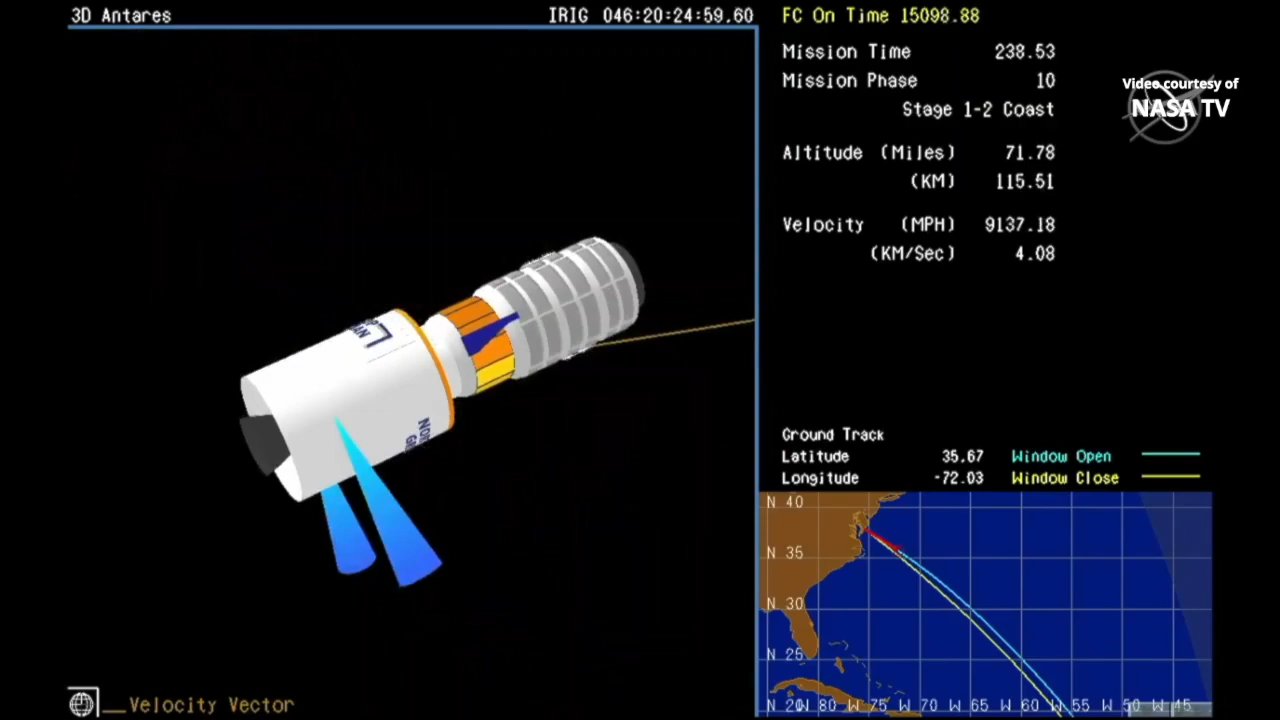 3D Antares
IRIG 046:20:24:59.60
FC On Time 15098.88
Mission Time 238.53
Mission Phase 10
Stage 1-2 Coast
Altitude (Miles) 71.78
(KM) 115.51
Velocity (MPH) 9137.18
(KM/Sec) 4.08
Video courtesy of
NASA TV
Ground Track
Latitude 35.67 Window Open
Longitude -72.03 Window Close
N 40
N 35
N 30
N 25
N 20 W 80 W 75 W 70 W 65 W 60 W 55 W 50 W 45
Velocity Vector